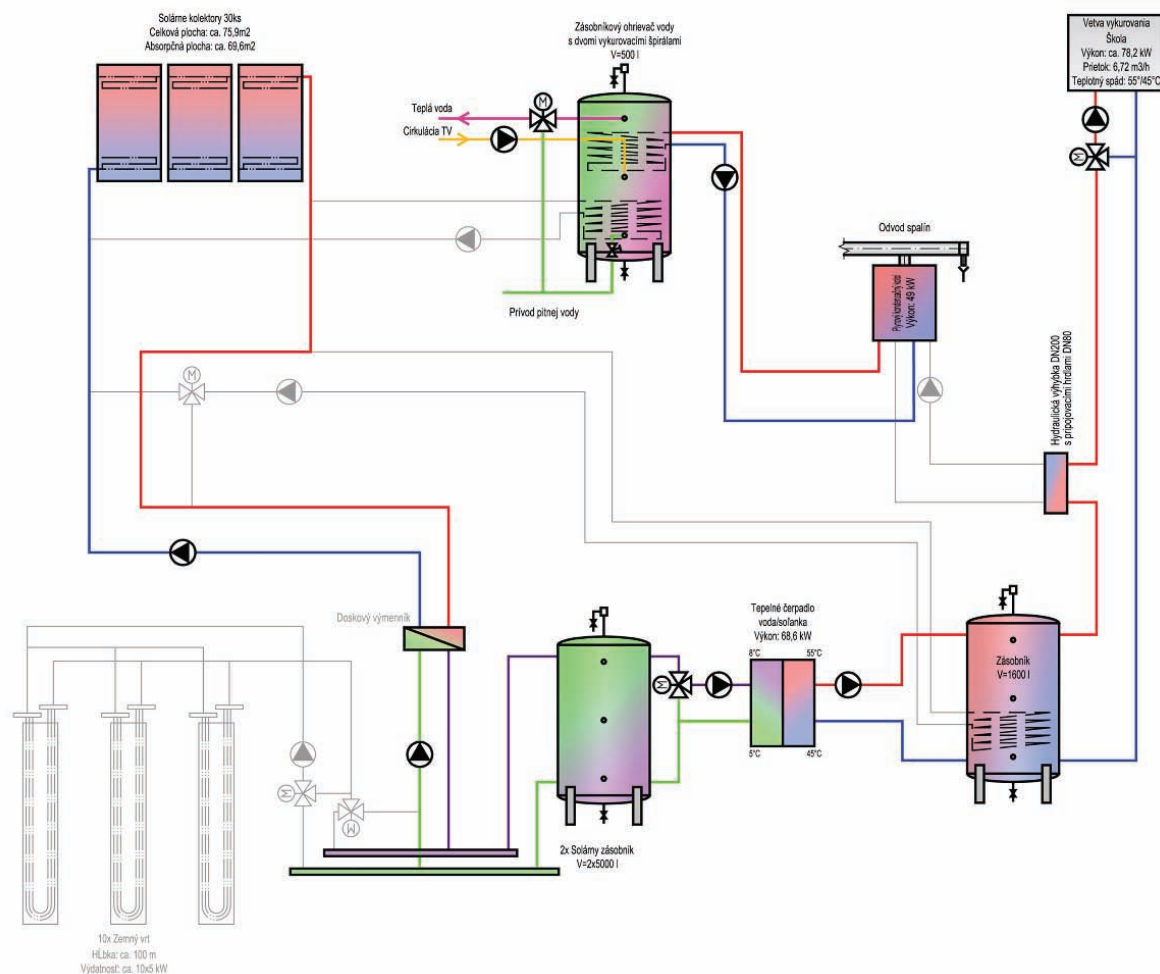 Solárne kolektory 30ks
Celková plocha: ca. 75,9m2
Absorpčná plocha: ca. 69,6m2
Zásobníkový ohrievač vody
s dvomi vykurovacími špirálami
V=500 l
Vetva vykurovania
Škola
Výkon: ca. 78,2 kW
Prietok: 6,72 m3/h
Teplotný spád: 55°/45°C
M
Teplá voda
Cirkulácia TV
M
Odvod spalín
Plynový kondenzačný kotol
Výkon: 49 kW
Prívod pitnej vody
M
Hydraulická výhybka DN200
s pripojovacími hrdlami DN80
Doskový výmenník
Tepelné čerpadlo
voda/soľanka
Výkon: 68,6 kW
8°C
55°C
M
Zásobník
V=1600 l
5°C
45°C
M
M
2x Solárny zásobník
V=2x5000 l
10x Zemný vrt
Hĺbka: ca. 100 m
Výdatnosť: ca. 10x5 kW